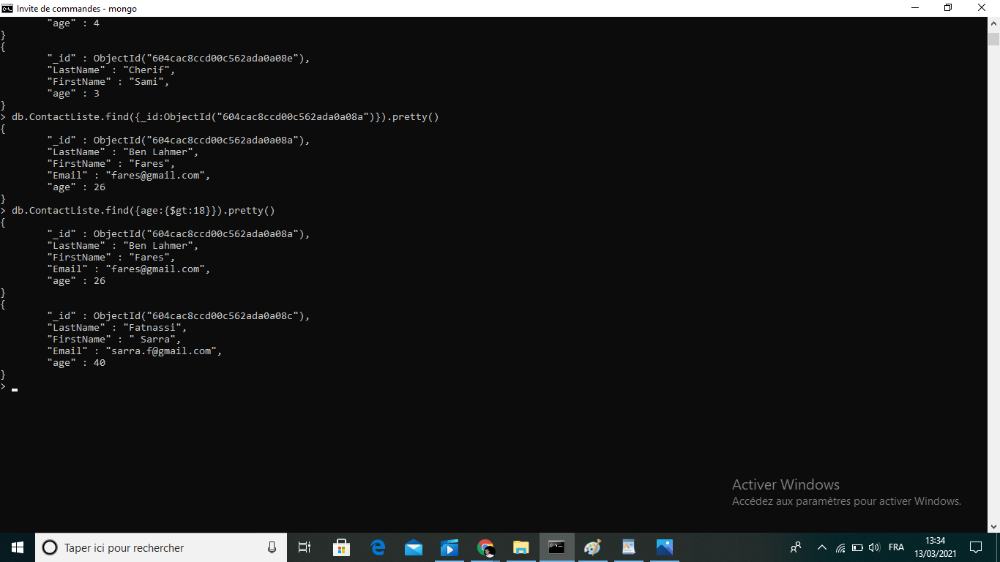 Invite de commandes - mongo
"age" : 4
}
{
"_id" : ObjectId("604cac8ccd00c562ada0a08e"),
"LastName" : "Cherif",
"FirstName" : "Sami",
"age" : 3
}
> db.ContactListe.find({_id:ObjectId("604cac8ccd00c562ada0a08a")}).pretty()
{
"_id" : ObjectId("604cac8ccd00c562ada0a08a"),
"LastName" : "Ben Lahmer",
"FirstName" : "Fares",
"Email" : "fares@gmail.com",
"age" : 26
}
> db.ContactListe.find({age:{$gt:18}}).pretty()
{
"_id" : ObjectId("604cac8ccd00c562ada0a08a"),
"LastName" : "Ben Lahmer",
"FirstName" : "Fares",
"Email" : "fares@gmail.com",
"age" : 26
}
{
"_id" : ObjectId("604cac8ccd00c562ada0a08c"),
"LastName" : "Fatnassi",
"FirstName" : " Sarra",
"Email" : "sarra.f@gmail.com",
"age" : 40
}
>
Activer Windows
Accédez aux paramètres pour activer Windows.
Taper ici pour rechercher
FRA
13:34
13/03/2021